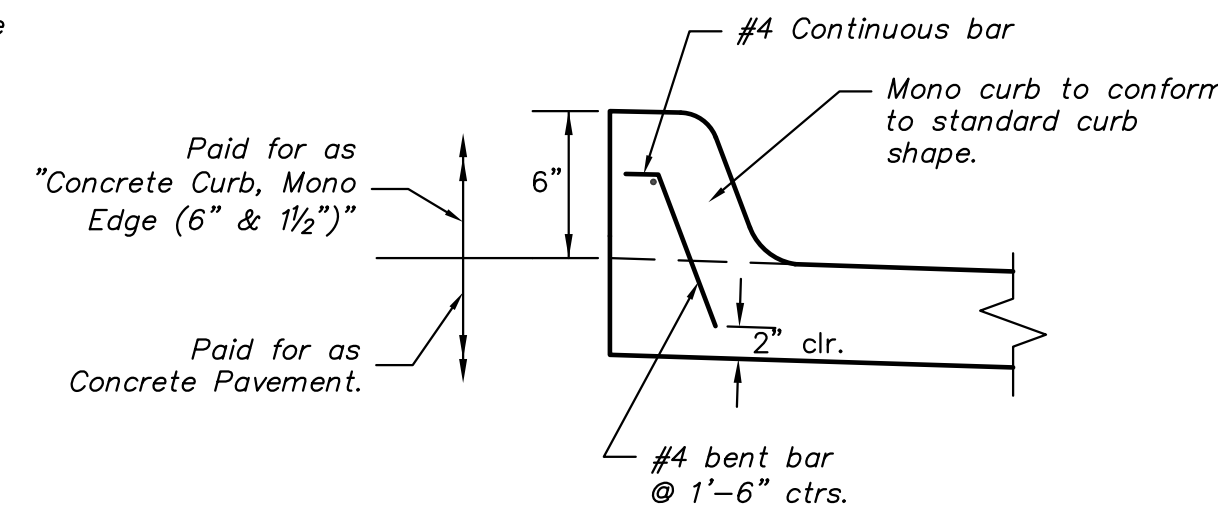 #4 Continuous bar
Mono curb to conform
to standard curb
shape.
Paid for as
"Concrete Curb, Mono
Edge (6" & 1½")"
6"
2" clr.
Paid for as
Concrete Pavement.
#4 bent bar
@ 1'-6" ctrs.